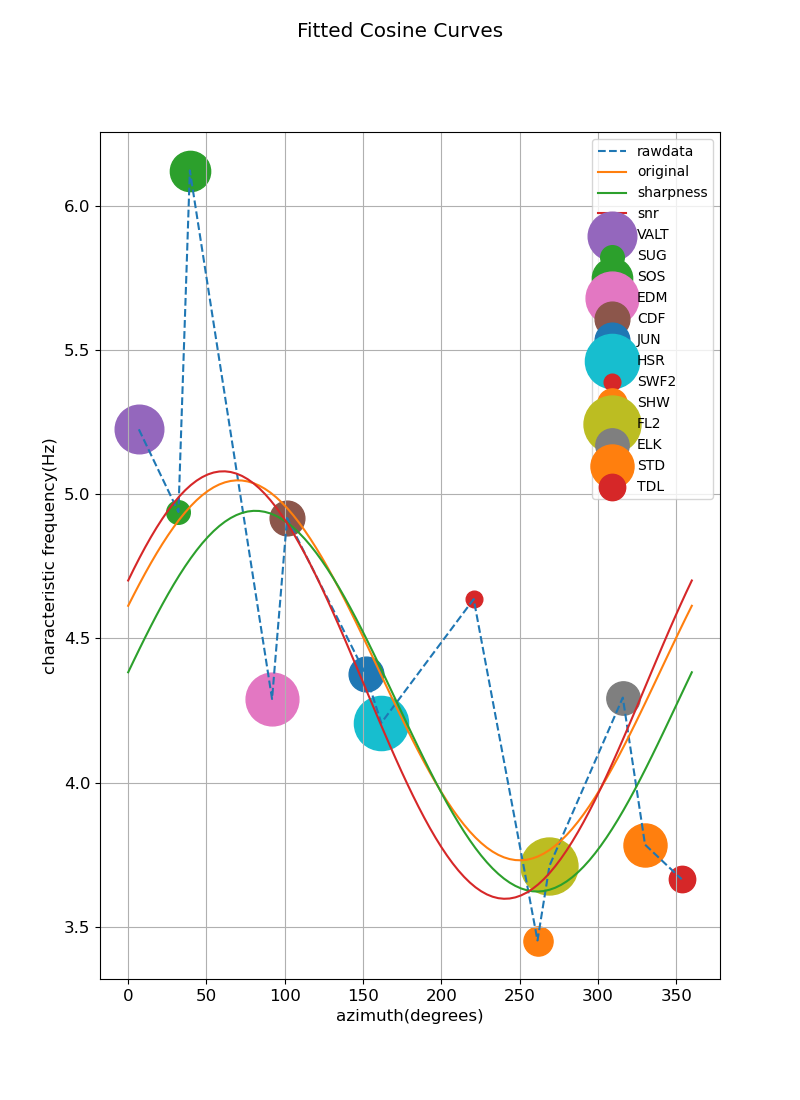 Fitted Cosine Curves
characteristic frequency(Hz)
6.0
5.5
5.0
4.5
4.0
3.5
0 50 100 150 200 250 300 350
azimuth(degrees)
rawdata
original
sharpness
snr
VALT
SUG
SOS
EDM
CDF
JUN
HSR
SWF2
SHW
FL2
ELK
STD
TDL